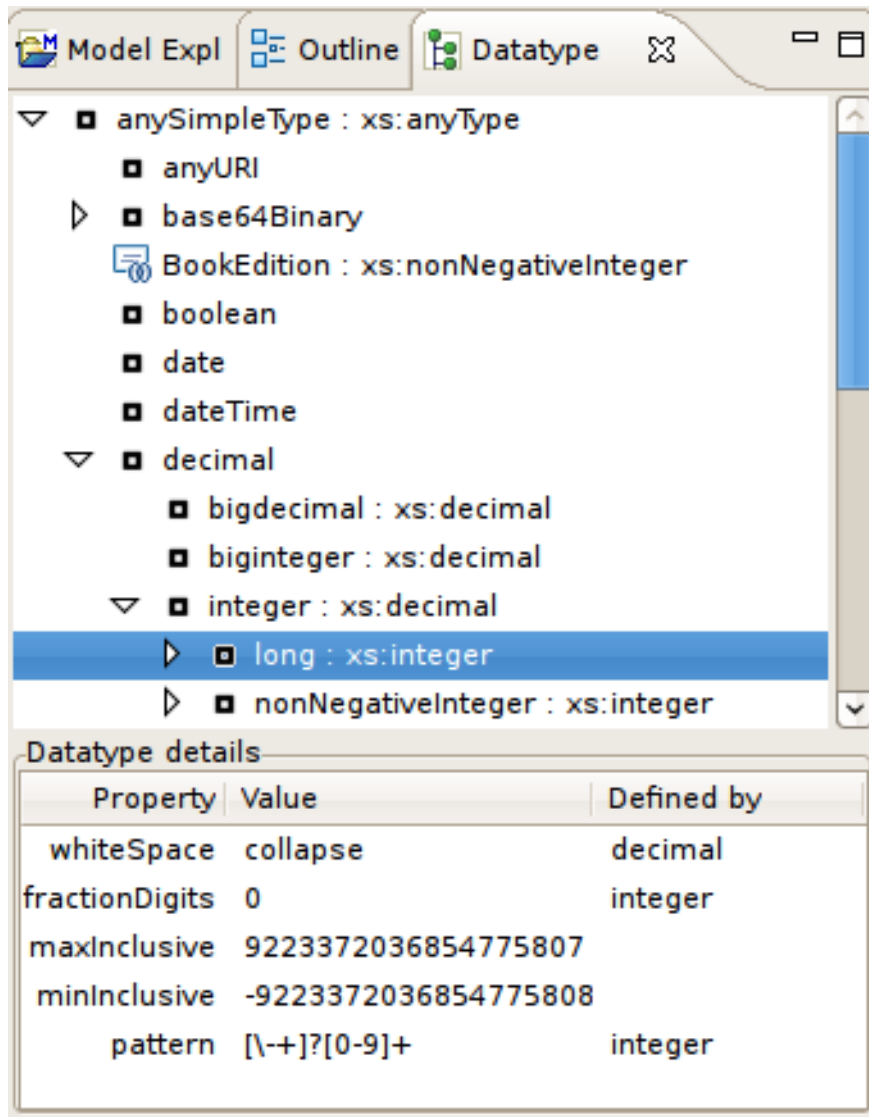 Model Expl Outline Datatype
anySimpleType : xs:anyType
anyURI
base64Binary
BookEdition : xs:nonNegativeInteger
boolean
date
dateTime
decimal
bigdecimal : xs:decimal
biginteger : xs:decimal
integer : xs:decimal
long : xs:integer
nonNegativeInteger : xs:integer
Datatype details
Property Value Defined by
whiteSpace collapse decimal
fractionDigits 0 integer
maxInclusive 9223372036854775807
minInclusive -9223372036854775808
pattern [\-+]?[0-9]+ integer